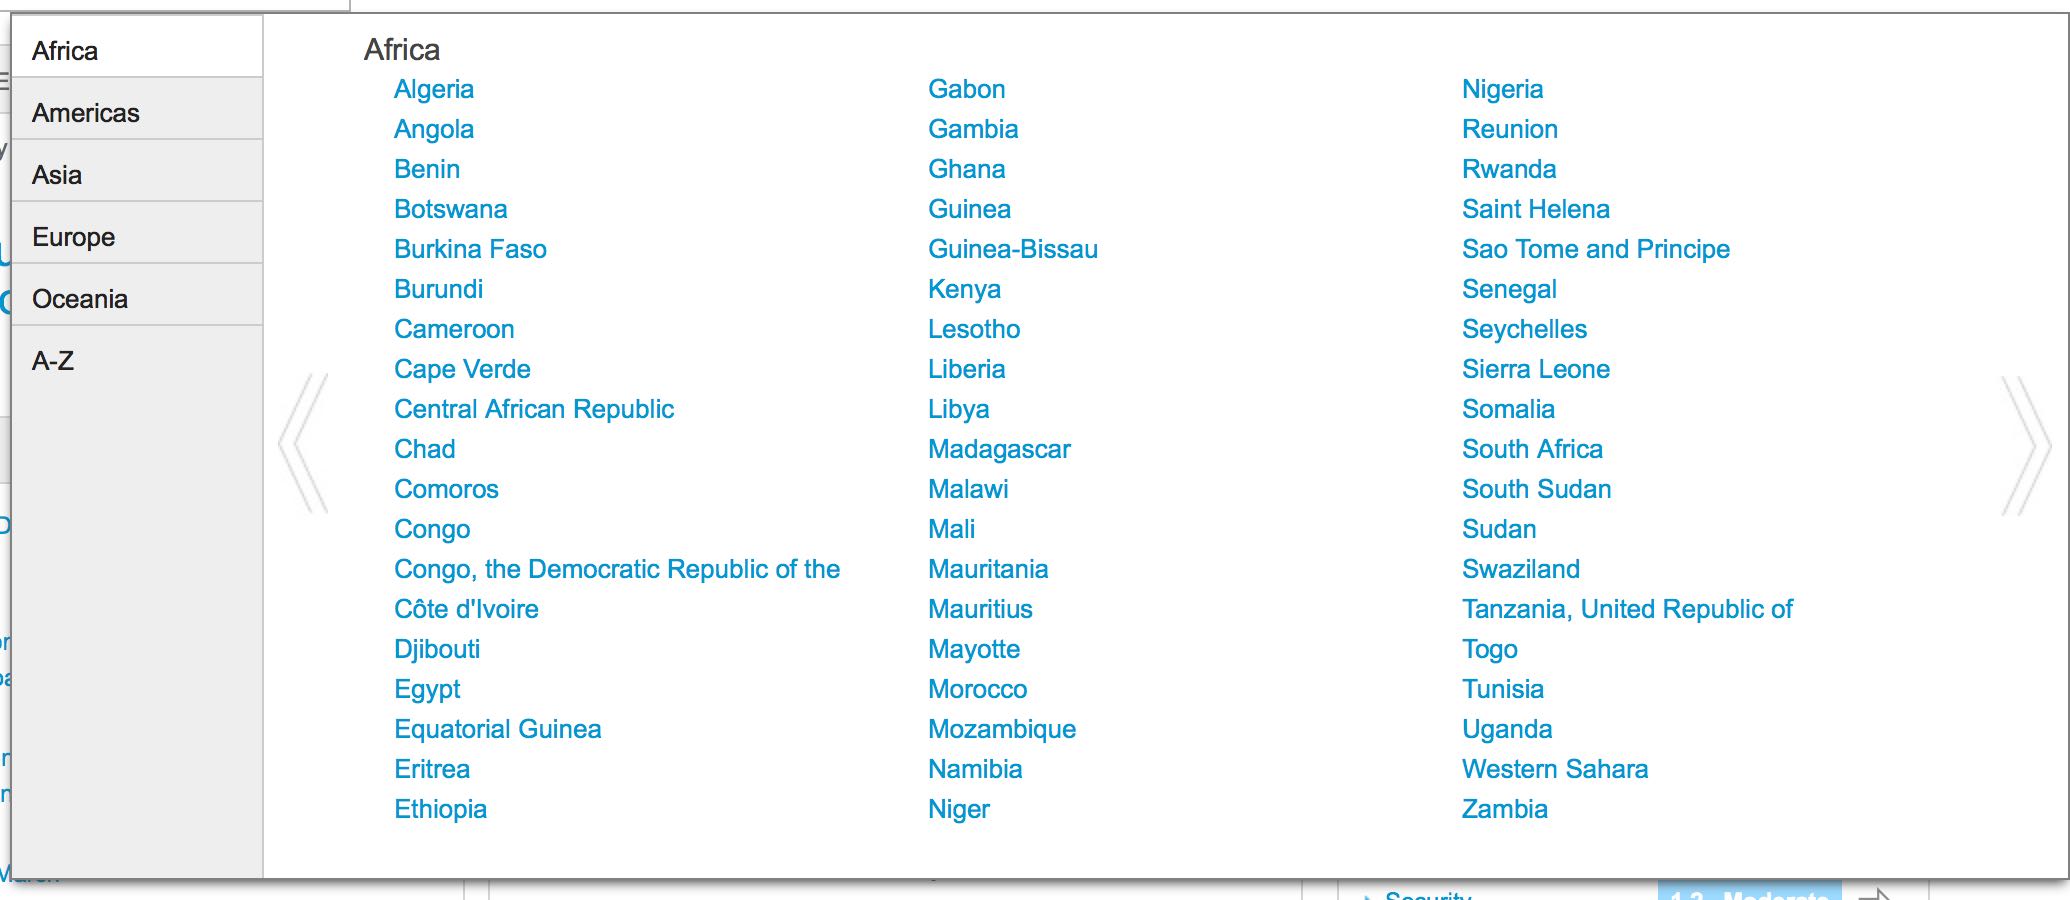 Africa
Americas
Asia
Europe
Oceania
A-Z
Africa
Algeria
Angola
Benin
Botswana
Burkina Faso
Burundi
Cameroon
Cape Verde
Central African Republic
Chad
Comoros
Congo
Congo, the Democratic Republic of the
Côte d'Ivoire
Djibouti
Egypt
Equatorial Guinea
Eritrea
Ethiopia
Gabon
Gambia
Ghana
Guinea
Guinea-Bissau
Kenya
Lesotho
Liberia
Libya
Madagascar
Malawi
Mali
Mauritania
Mauritius
Mayotte
Morocco
Mozambique
Namibia
Niger
Nigeria
Reunion
Rwanda
Saint Helena
Sao Tome and Principe
Senegal
Seychelles
Sierra Leone
Somalia
South Africa
South Sudan
Sudan
Swaziland
Tanzania, United Republic of
Togo
Tunisia
Uganda
Western Sahara
Zambia
Security